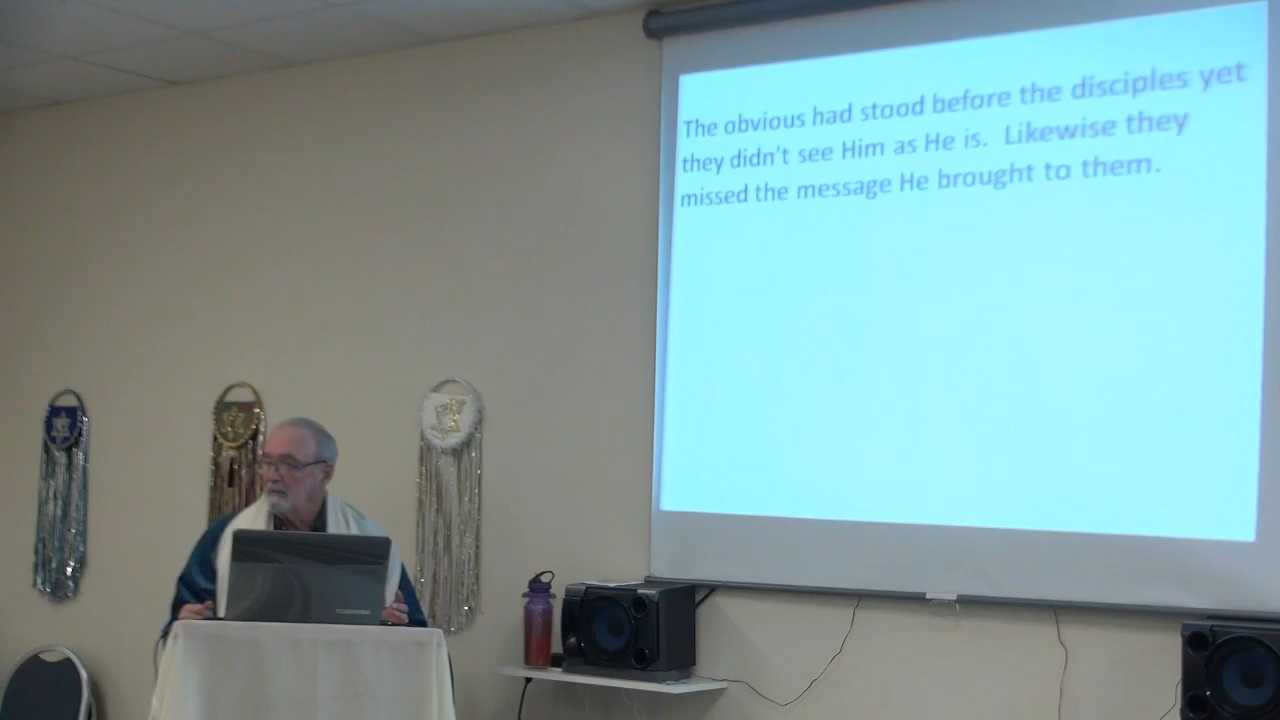 The obvious had stood before the disciples yet
they didn't see Him as He is.  Likewise they
missed the message He brought to them.
TOSHIBA